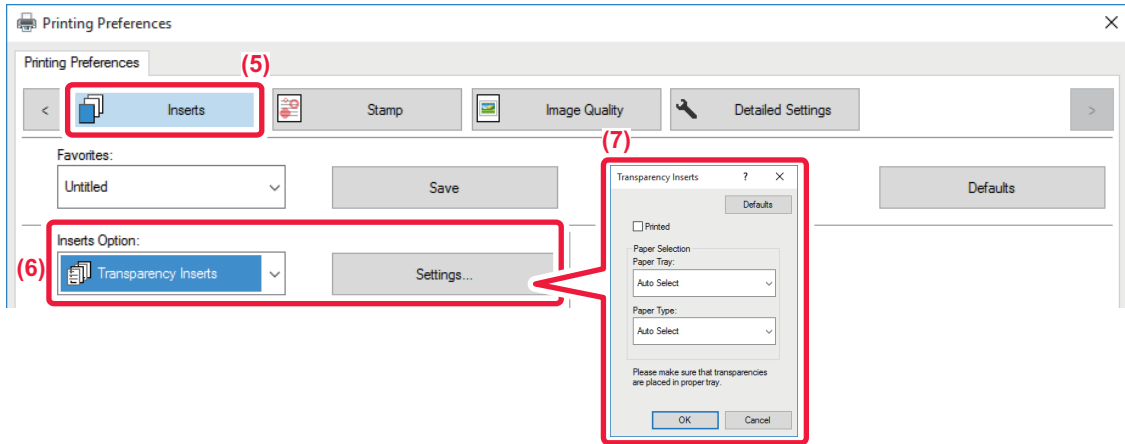 Printing Preferences
Printing Preferences
(5)
< Inserts Stamp Image Quality Detailed Settings >
Favorites:
Untitled Save Defaults
(6)
Inserts Option:
Transparency Inserts Settings...
(7)
Transparency Inserts ? ×
Defaults
Printed
Paper Selection
Paper Tray:
Auto Select
Paper Type:
Auto Select
Please make sure that transparencies
are placed in proper tray.
OK Cancel